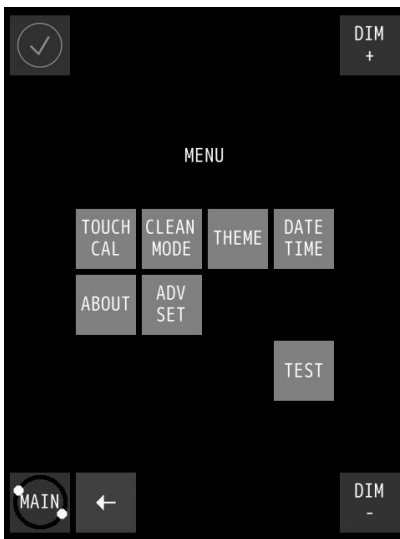 DIM
+
MENU
TOUCH CAL
CLEAN MODE
THEME
DATE TIME
ABOUT
ADV SET
TEST
MAIN
←
DIM
-